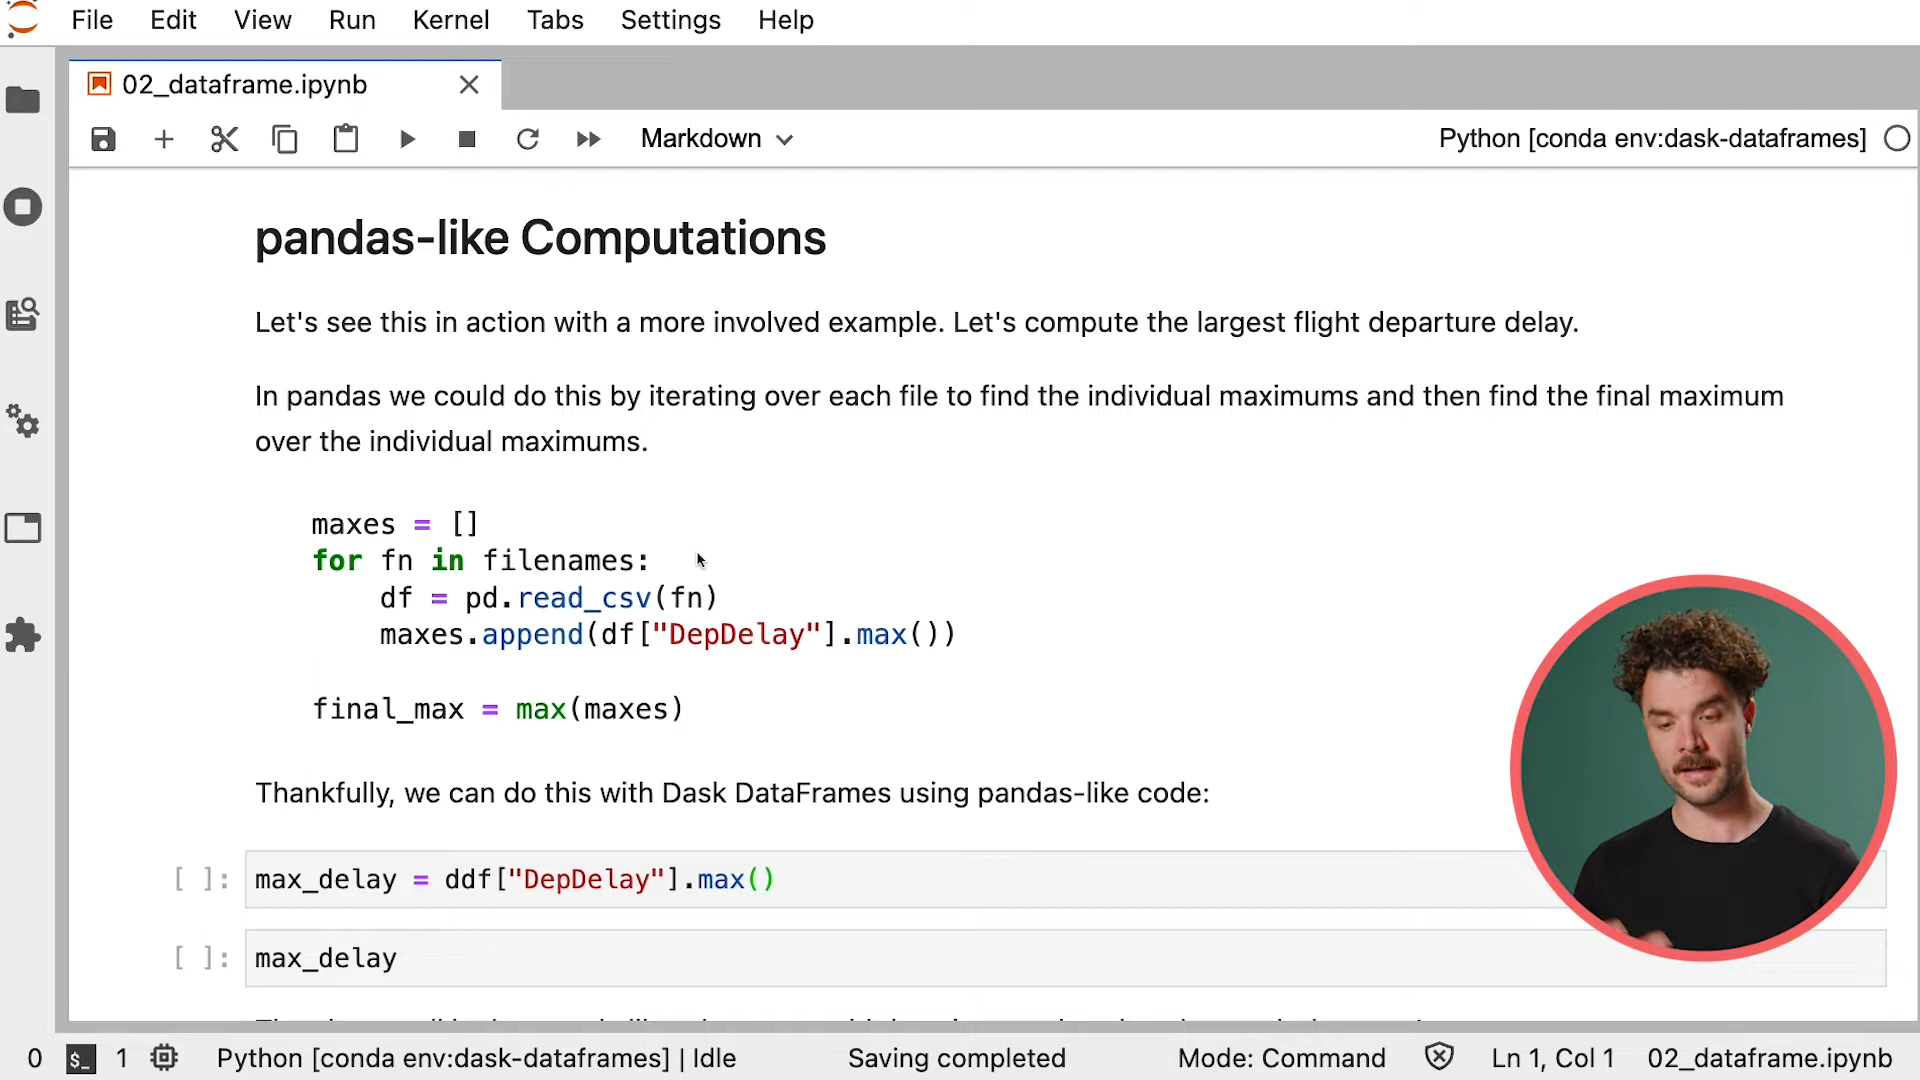 File Edit View Run Kernel Tabs Settings Help
02_dataframe.ipynb
Markdown
Python [conda env:dask-dataframes]
pandas-like Computations
Let's see this in action with a more involved example. Let's compute the largest flight departure delay.
In pandas we could do this by iterating over each file to find the individual maximums and then find the final maximum
over the individual maximums.
maxes = []
for fn in filenames:
    df = pd.read_csv(fn)
    maxes.append(df["DepDelay"].max())
final_max = max(maxes)
Thankfully, we can do this with Dask DataFrames using pandas-like code:
[ ]: max_delay = ddf["DepDelay"].max()
[ ]: max_delay
0 $_ 1 Python [conda env:dask-dataframes] | Idle Saving completed Mode: Command Ln 1, Col 1 02_dataframe.ipynb